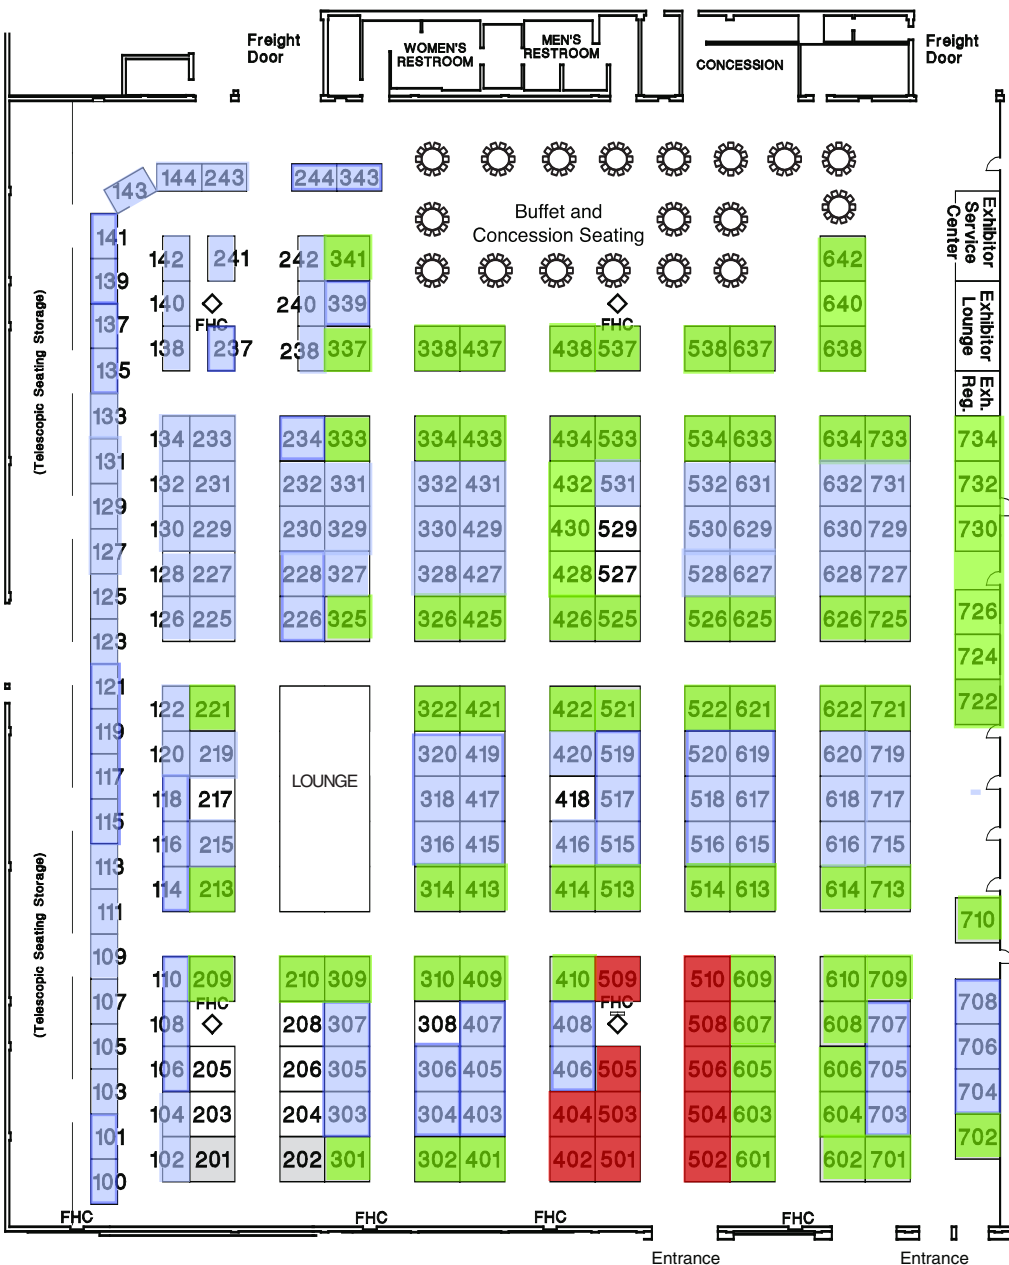 Freight
Door
WOMEN'S
RESTROOM
MEN'S
RESTROOM
CONCESSION
Freight
Door
143
144 243
244 343
Buffet and
Concession Seating
Exhibitor
Service
Center
Exhibitor
Lounge
Exh.
Reg.
(Telescopic Seating Storage)
(Telescopic Seating Storage)
(Telescopic Seating Storage)
141
139
137
135
133
131
129
127
125
123
121
119
117
115
113
111
109
107
105
103
101
100
142 241 242 341 642
140 240 339 640
FHC FHC
138 237 238 337 338 437 438 537 538 637 638
134 233 234 333 334 433 434 533 534 633 634 733 734
132 231 232 331 332 431 432 531 532 631 632 731 732
130 229 230 329 330 429 430 529 530 629 630 729 730
128 227 228 327 328 427 428 527 528 627 628 727
126 225 226 325 326 425 426 525 526 625 626 725 726
724
122 221 322 421 422 521 522 621 622 721 722
120 219 320 419 420 519 520 619 620 719
LOUNGE
118 217 318 417 418 517 518 617 618 717
116 215 316 415 416 515 516 615 616 715
114 213 314 413 414 513 514 613 614 713
710
110 209 210 309 310 409 410 509 510 609 610 709
FHC FHC
708
108 208 307 308 407 408 508 607 608 707
706
106 205 206 305 306 405 406 505 506 605 606 705
704
104 203 204 303 304 403 404 503 504 603 604 703
702
102 201 202 301 302 401 402 501 502 601 602 701
FHC FHC FHC FHC
Entrance Entrance